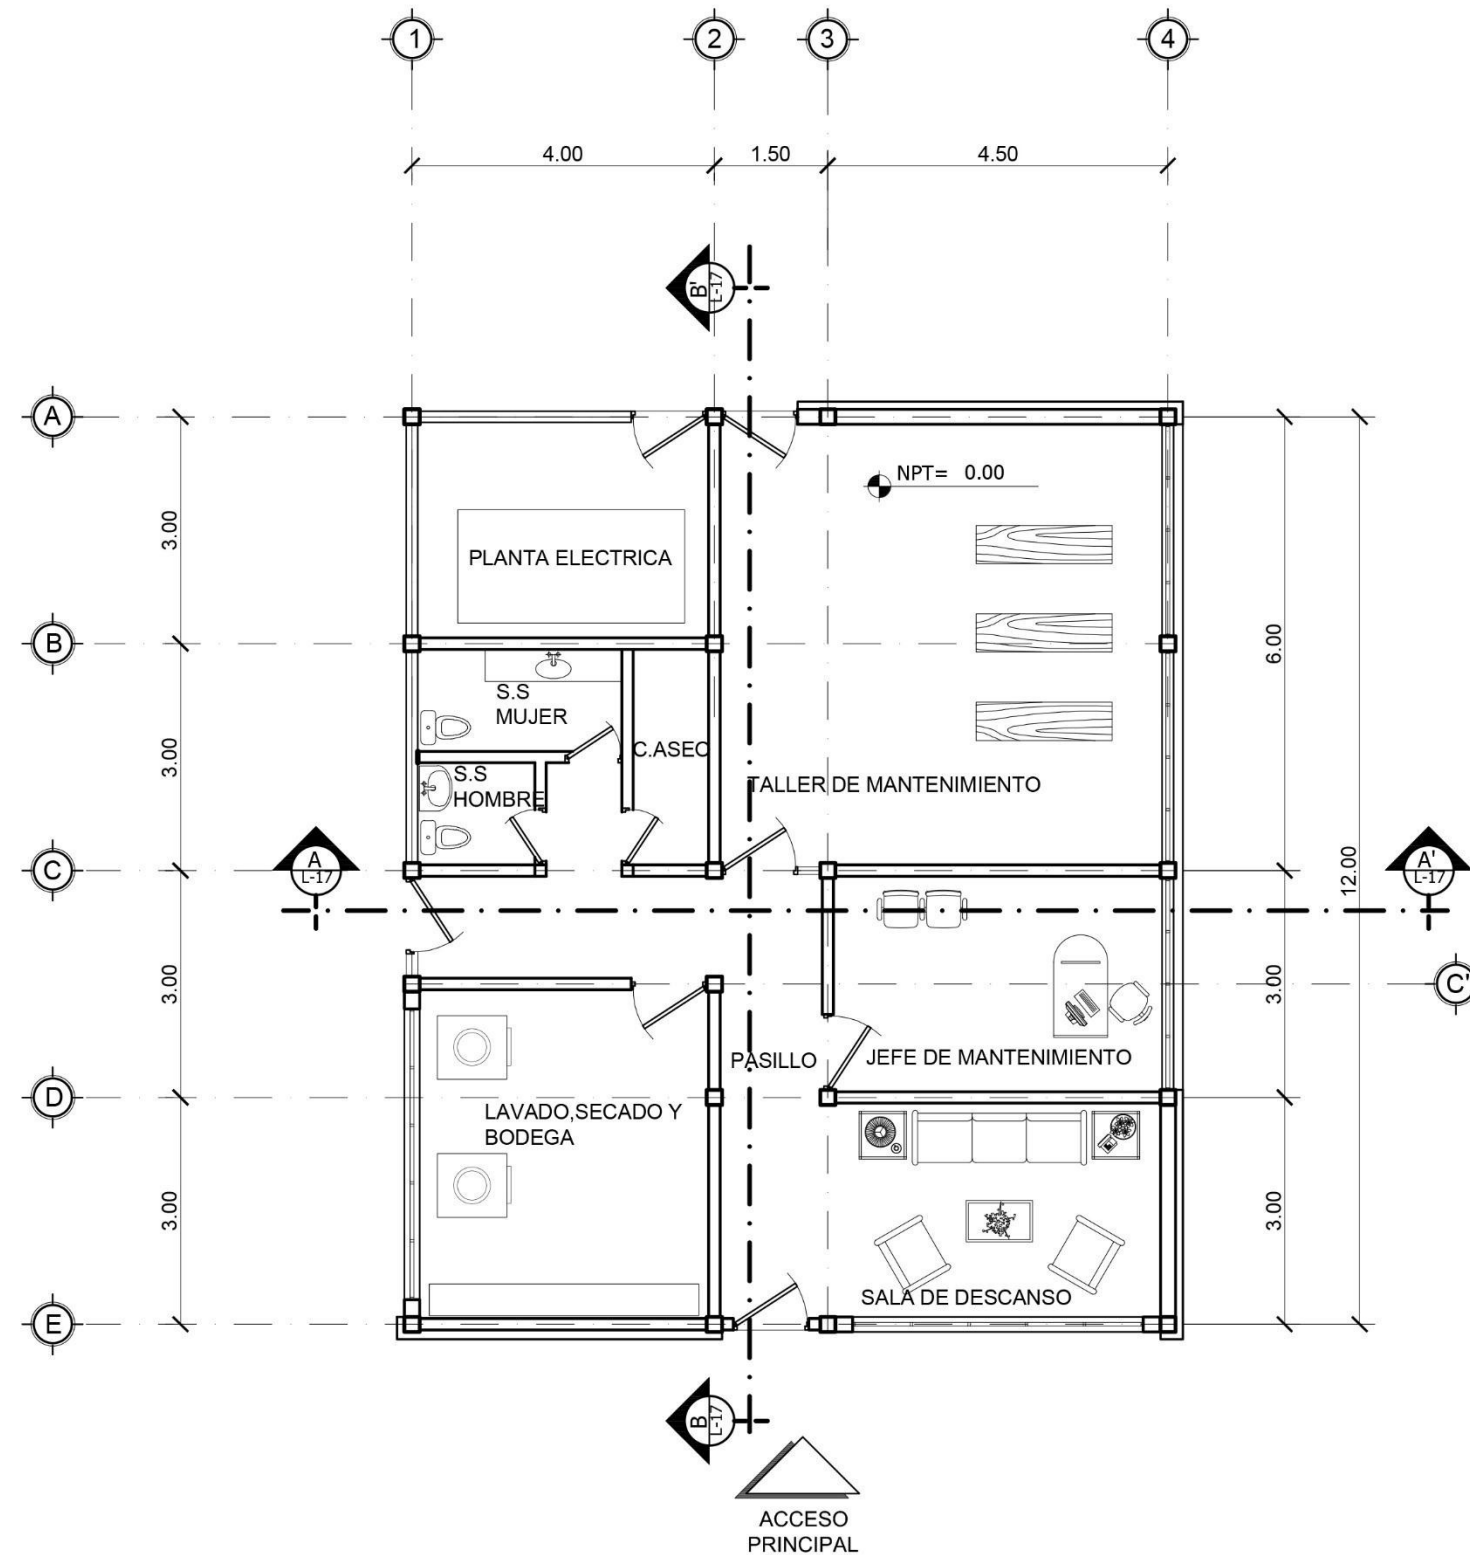 1
2
3
4
4.00
1.50
4.50
B'
L-17
A
NPT= 0.00
3.00
PLANTA ELECTRICA
B
6.00
S.S
MUJER
3.00
C.ASEO
S.S
HOMBRE
TALLER DE MANTENIMIENTO
A
L-17
C
A'
L-17
12.00
3.00
3.00
C'
PASILLO
JEFE DE MANTENIMIENTO
D
LAVADO,SECADO Y
BODEGA
3.00
3.00
SALA DE DESCANSO
E
B
L-17
ACCESO
PRINCIPAL